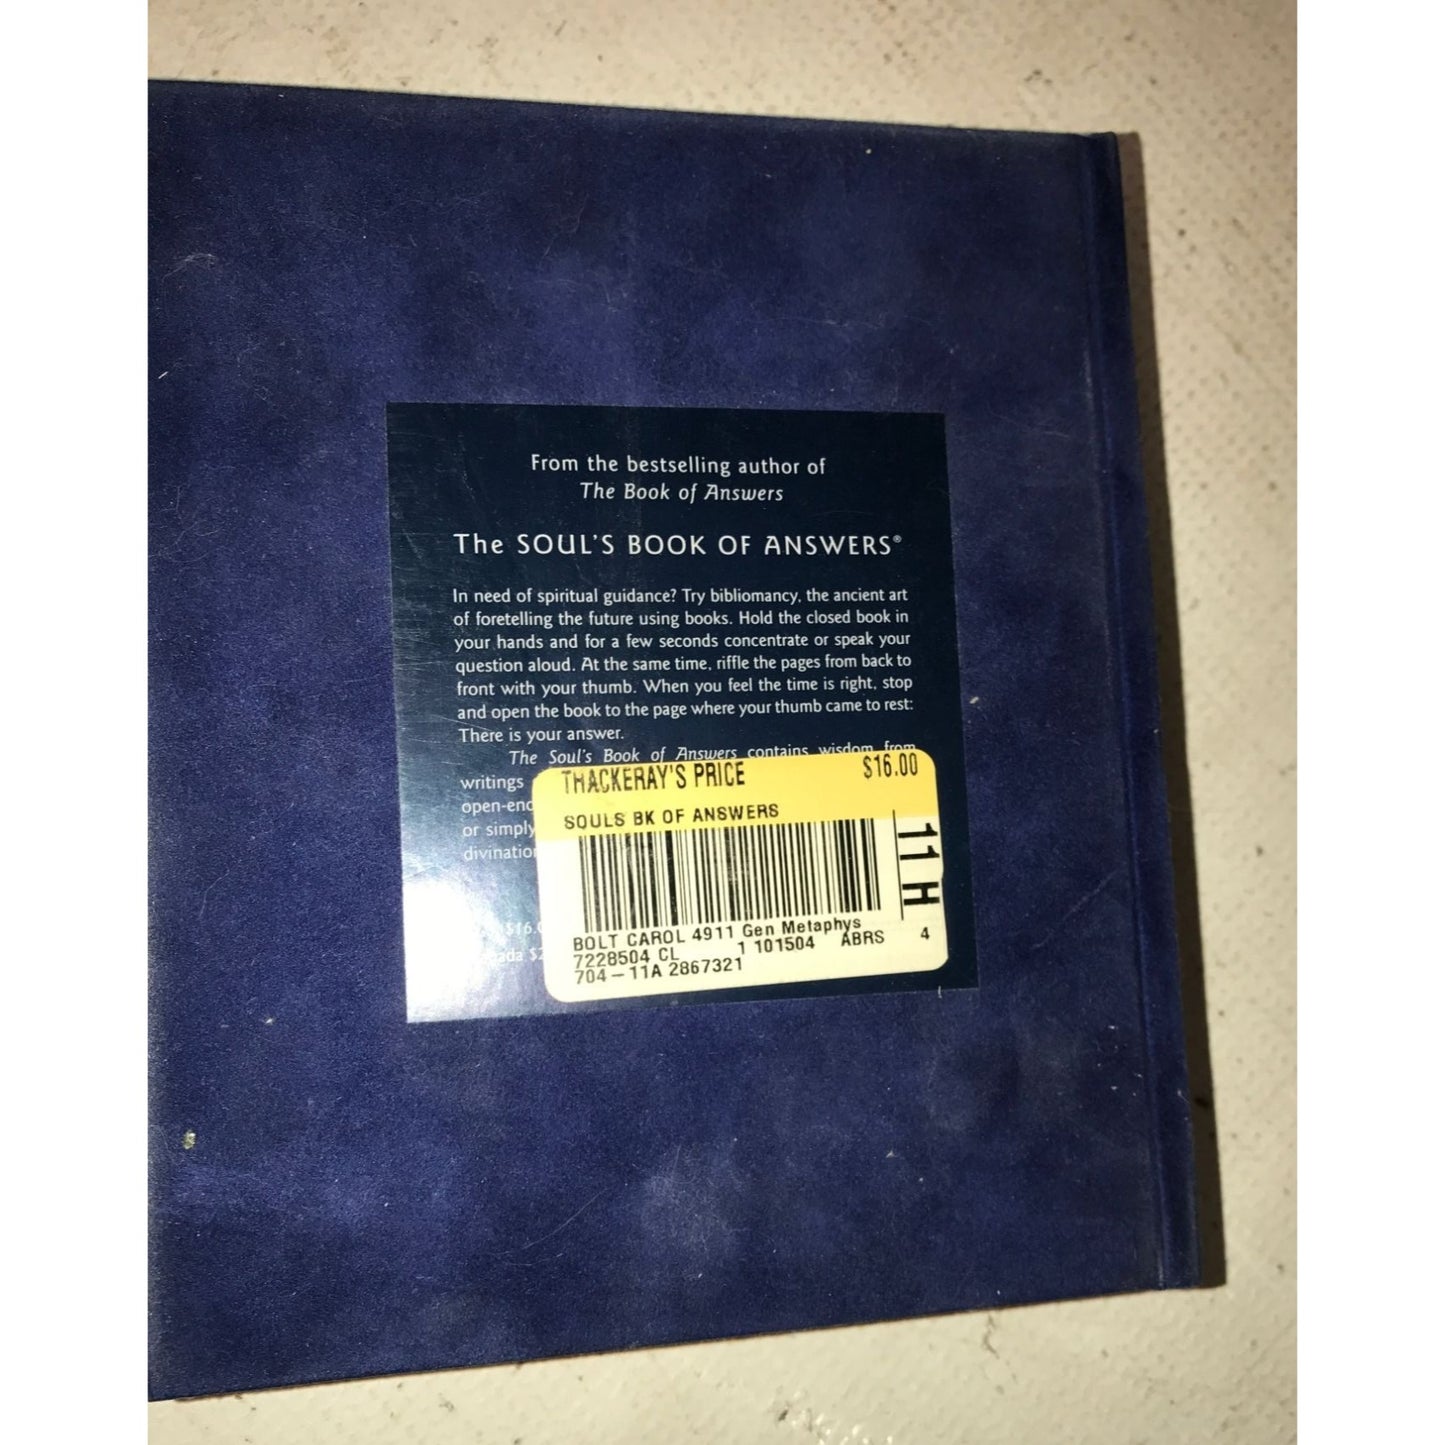 From the bestselling author of
The Book of Answers
The SOUL'S BOOK OF ANSWERS®
In need of spiritual guidance? Try bibliomancy, the ancient art
of foretelling the future using books. Hold the closed book in
your hands and for a few seconds concentrate or speak your
question aloud. At the same time, riffle the pages from back to
front with your thumb. When you feel the time is right, stop
and open the book to the page where your thumb came to rest:
There is your answer.
The Soul's Book of Answers contains wisdom from
writings
or simply
THACKERAY'S PRICE $16.00
SOULS BK OF ANSWERS
11 H
BOLT CAROL 4911 Gen Metaphys
7228504 CL 1 101504 ABRS 4
704-11A 2867321